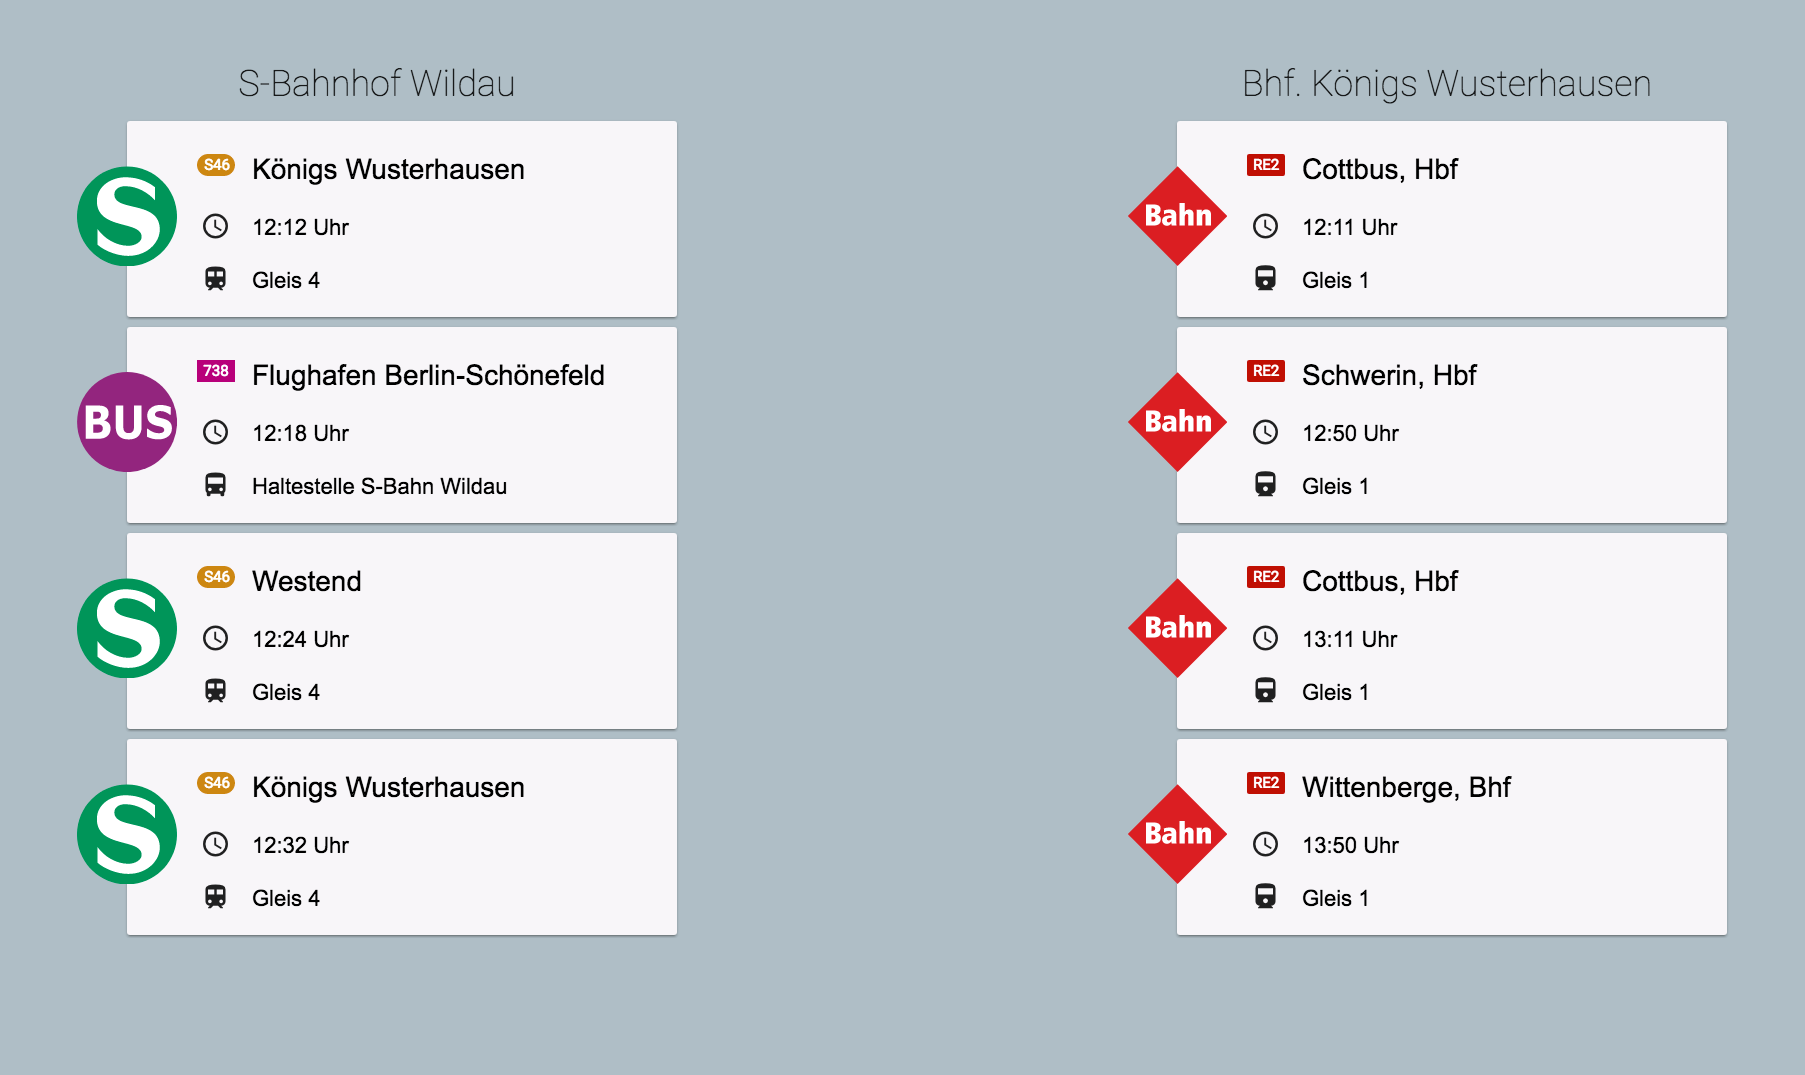 S-Bahnhof Wildau
S
S46 Königs Wusterhausen
12:12 Uhr
Gleis 4
BUS
738 Flughafen Berlin-Schönefeld
12:18 Uhr
Haltestelle S-Bahn Wildau
S
S46 Westend
12:24 Uhr
Gleis 4
S
S46 Königs Wusterhausen
12:32 Uhr
Gleis 4
Bhf. Königs Wusterhausen
Bahn
RE2 Cottbus, Hbf
12:11 Uhr
Gleis 1
Bahn
RE2 Schwerin, Hbf
12:50 Uhr
Gleis 1
Bahn
RE2 Cottbus, Hbf
13:11 Uhr
Gleis 1
Bahn
RE2 Wittenberge, Bhf
13:50 Uhr
Gleis 1